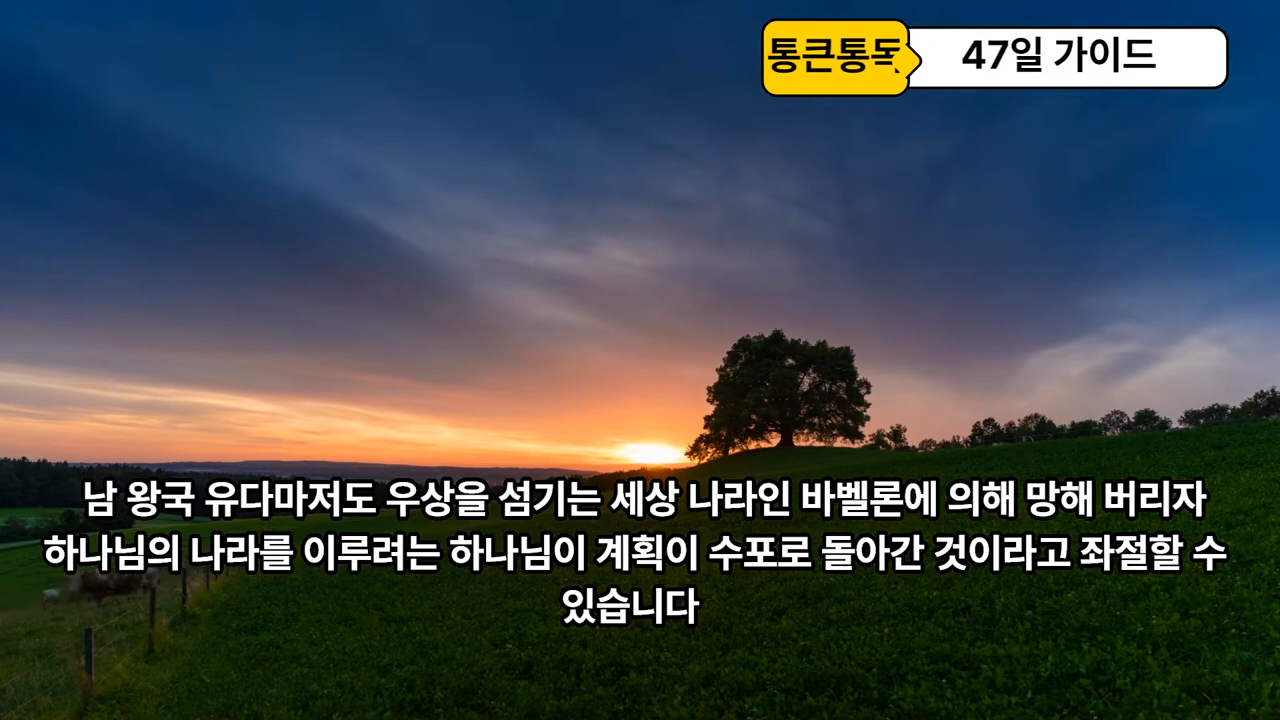 통큰통독
47일 가이드
남 왕국 유다마저도 우상을 섬기는 세상 나라인 바벨론에 의해 망해 버리자
하나님의 나라를 이루려는 하나님이 계획이 수포로 돌아간 것이라고 좌절할 수
있습니다